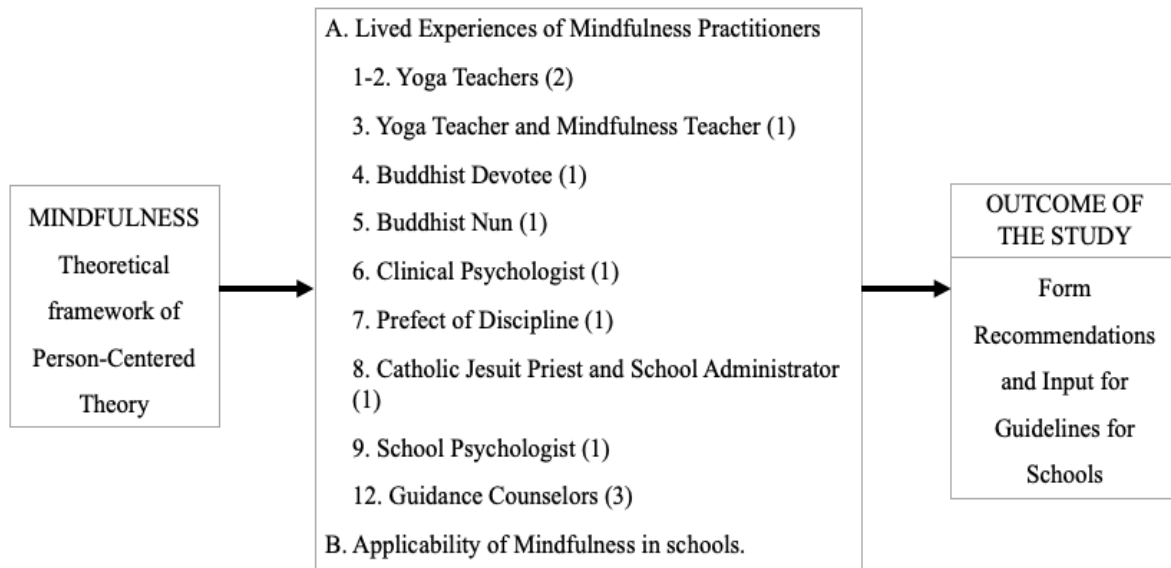 MINDFULNESS
Theoretical
framework of
Person-Centered
Theory
A. Lived Experiences of Mindfulness Practitioners
1-2. Yoga Teachers (2)
3. Yoga Teacher and Mindfulness Teacher (1)
4. Buddhist Devotee (1)
5. Buddhist Nun (1)
6. Clinical Psychologist (1)
7. Prefect of Discipline (1)
8. Catholic Jesuit Priest and School Administrator
(1)
9. School Psychologist (1)
12. Guidance Counselors (3)
B. Applicability of Mindfulness in schools.
OUTCOME OF
THE STUDY
Form
Recommendations
and Input for
Guidelines for
Schools